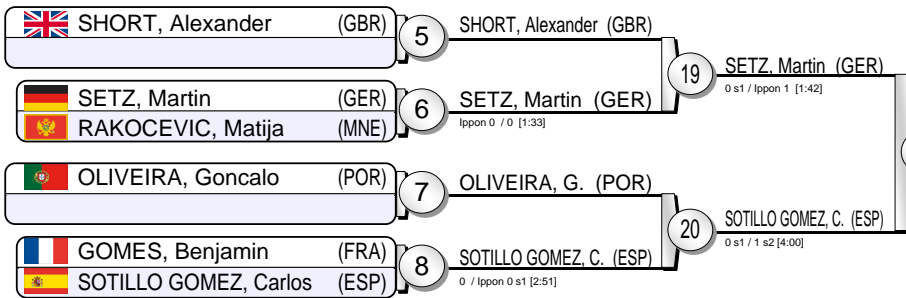 SHORT, Alexander (GBR)
5
SHORT, Alexander (GBR)
19
SETZ, Martin (GER)
0 s1 / Ippon 1 [1:42]
SETZ, Martin (GER)
RAKOCEVIC, Matija (MNE)
6
SETZ, Martin (GER)
Ippon 0 / 0 [1:33]
OLIVEIRA, Goncalo (POR)
7
OLIVEIRA, G. (POR)
20
SOTILLO GOMEZ, C. (ESP)
0 s1 / 1 s2 [4:00]
GOMES, Benjamin (FRA)
SOTILLO GOMEZ, Carlos (ESP)
8
SOTILLO GOMEZ, C. (ESP)
0 / Ippon 0 s1 [2:51]